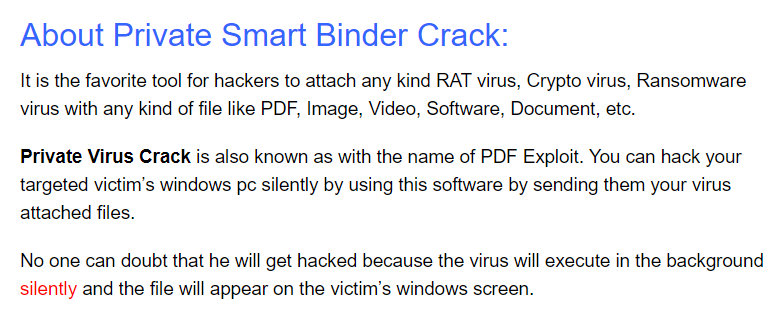 About Private Smart Binder Crack:
It is the favorite tool for hackers to attach any kind RAT virus, Crypto virus, Ransomware
virus with any kind of file like PDF, Image, Video, Software, Document, etc.
Private Virus Crack is also known as with the name of PDF Exploit. You can hack your
targeted victim’s windows pc silently by using this software by sending them your virus
attached files.
No one can doubt that he will get hacked because the virus will execute in the background
silently and the file will appear on the victim’s windows screen.